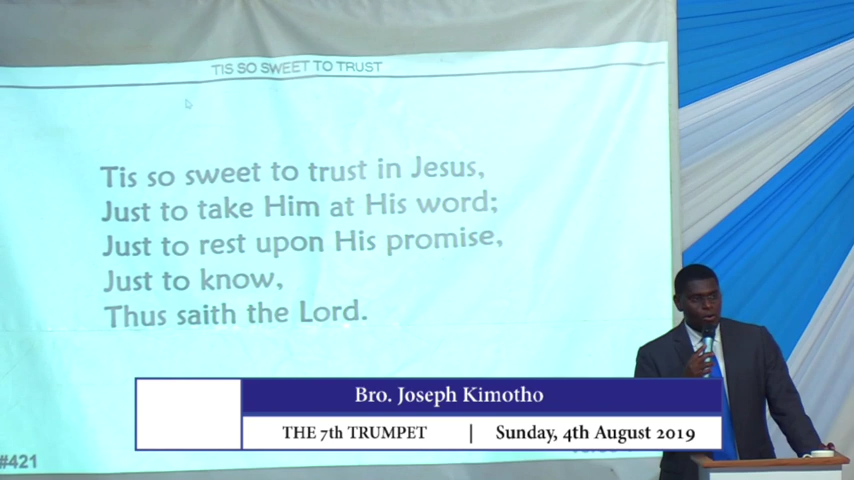 TIS SO SWEET TO TRUST
Tis so sweet to trust in Jesus,
Just to take Him at His word;
Just to rest upon His promise,
Just to know,
Thus saith the Lord.
Bro. Joseph Kimotho
THE 7th TRUMPET | Sunday, 4th August 2019
#421